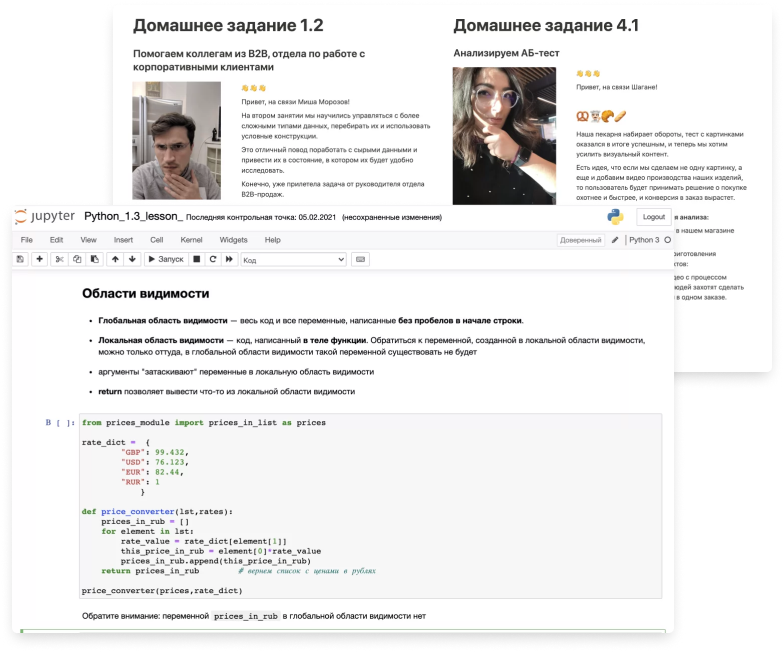 Домашнее задание 1.2
Помогаем коллегам из B2B, отдела по работе с
корпоративными клиентами
Привет, на связи Миша Морозов!
На втором занятии мы научились управляться с более
сложными типами данных, перебирать их и использовать
условные конструкции.
Это отличный повод поработать с сырыми данными и
привести их в состояние, в котором их будет удобно
исследовать.
Конечно, уже прилетела задача от руководителя отдела
B2B-продаж.
Домашнее задание 4.1
Анализируем АБ-тест
Привет, на связи Шагане!
Наша пекарня набирает обороты, тест с картинками
оказался в итоге успешным, и теперь мы хотим
усилить визуальный контент.
Есть идея, что если мы сделаем не одну картинку, а
еще и добавим видео производства наших изделий,
то пользователь будет принимать решение о покупке
охотнее и быстрее, и конверсия в заказ вырастет.
я анализа:
в нашем магазине
риготовления
ктов:
део с процессом
юдей захотят сделать
в одном заказе.
jupyter Python_1.3_lesson_ Последняя контрольная точка: 05.02.2021 (несохраненные изменения)
Logout
File Edit View Insert Cell Kernel Widgets Help
Доверенный Python 3
Запуск Код
Области видимости
• Глобальная область видимости — весь код и все переменные, написанные без пробелов в начале строки.
• Локальная область видимости — код, написанный в теле функции. Обратиться к переменной, созданной в локальной области видимости,
можно только оттуда, в глобальной области видимости такой переменной существовать не будет
• аргументы "затаскивают" переменные в локальную область видимости
• return позволяет вывести что-то из локальной области видимости
В [ ]: from prices_module import prices_in_list as prices
rate_dict = {
"GBP": 99.432,
"USD": 76.123,
"EUR": 82.44,
"RUR": 1
}
def price_converter(lst,rates):
prices_in_rub = []
for element in lst:
rate_value = rate_dict[element[1]]
this_price_in_rub = element[0]*rate_value
prices_in_rub.append(this_price_in_rub)
return prices_in_rub # вернем список с ценами в рублях
price_converter(prices,rate_dict)
Обратите внимание: переменной prices_in_rub в глобальной области видимости нет